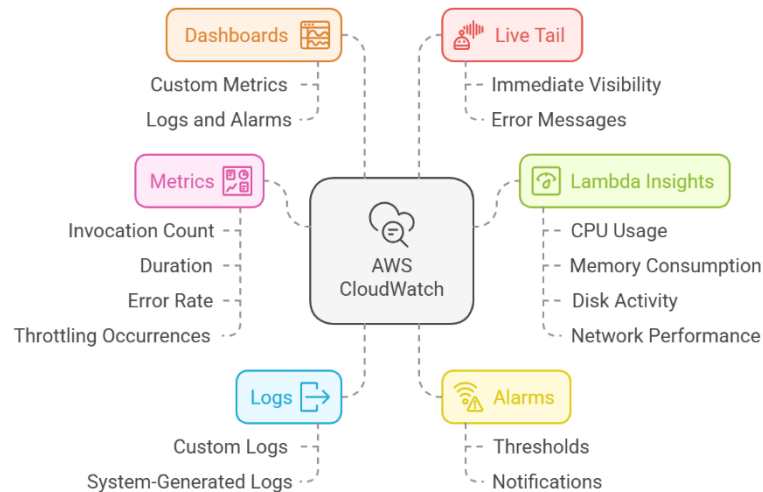 Dashboards
Custom Metrics
Logs and Alarms
Live Tail
Immediate Visibility
Error Messages
Metrics
Invocation Count
Duration
Error Rate
Throttling Occurrences
AWS
CloudWatch
Lambda Insights
CPU Usage
Memory Consumption
Disk Activity
Network Performance
Logs
Custom Logs
System-Generated Logs
Alarms
Thresholds
Notifications